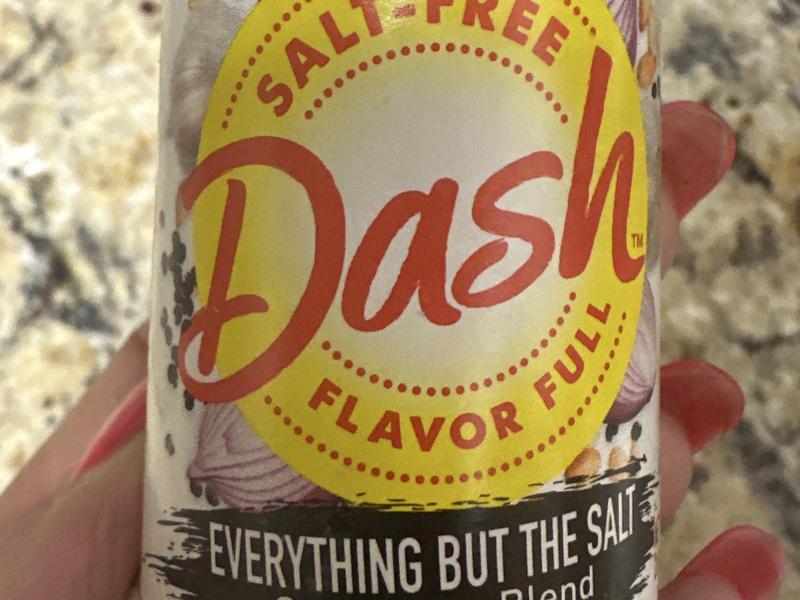 SALT-FREE
Dash™
FLAVOR FULL
EVERYTHING BUT THE SALT
Blend